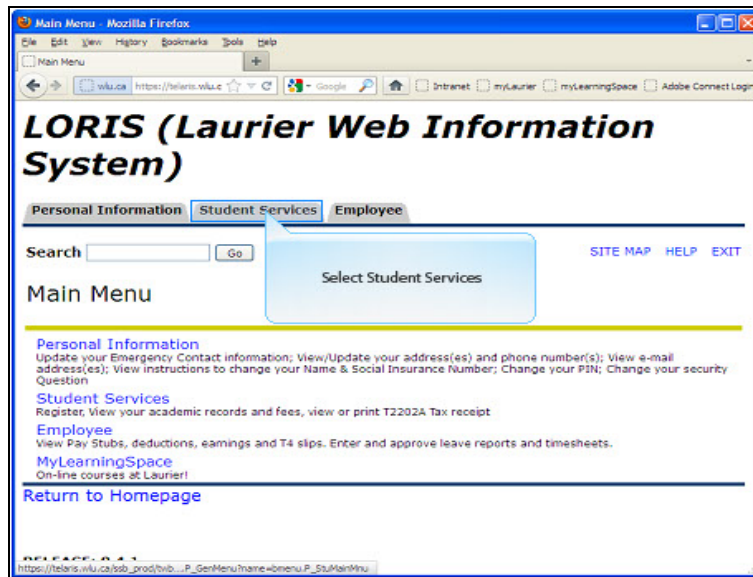 Main Menu - Mozilla Firefox
File Edit View History Bookmarks Tools Help
Main Menu +
wlu.ca https://telaris.wlu.c Google Intranet myLaurier myLearningSpace Adobe Connect Login
LORIS (Laurier Web Information
System)
Personal Information Student Services Employee
Search Go SITE MAP HELP EXIT
Select Student Services
Main Menu
Personal Information
Update your Emergency Contact information; View/Update your address(es) and phone number(s); View e-mail
address(es); View instructions to change your Name & Social Insurance Number; Change your PIN; Change your security
Question
Student Services
Register, View your academic records and fees, view or print T2202A Tax receipt
Employee
View Pay Stubs, deductions, earnings and T4 slips. Enter and approve leave reports and timesheets.
MyLearningSpace
On-line courses at Laurier!
Return to Homepage
RELEASE: 8.4.1
https://telaris.wlu.ca/ssb_prod/twb...P_GenMenu?name=bmenu.P_StuMainMnu